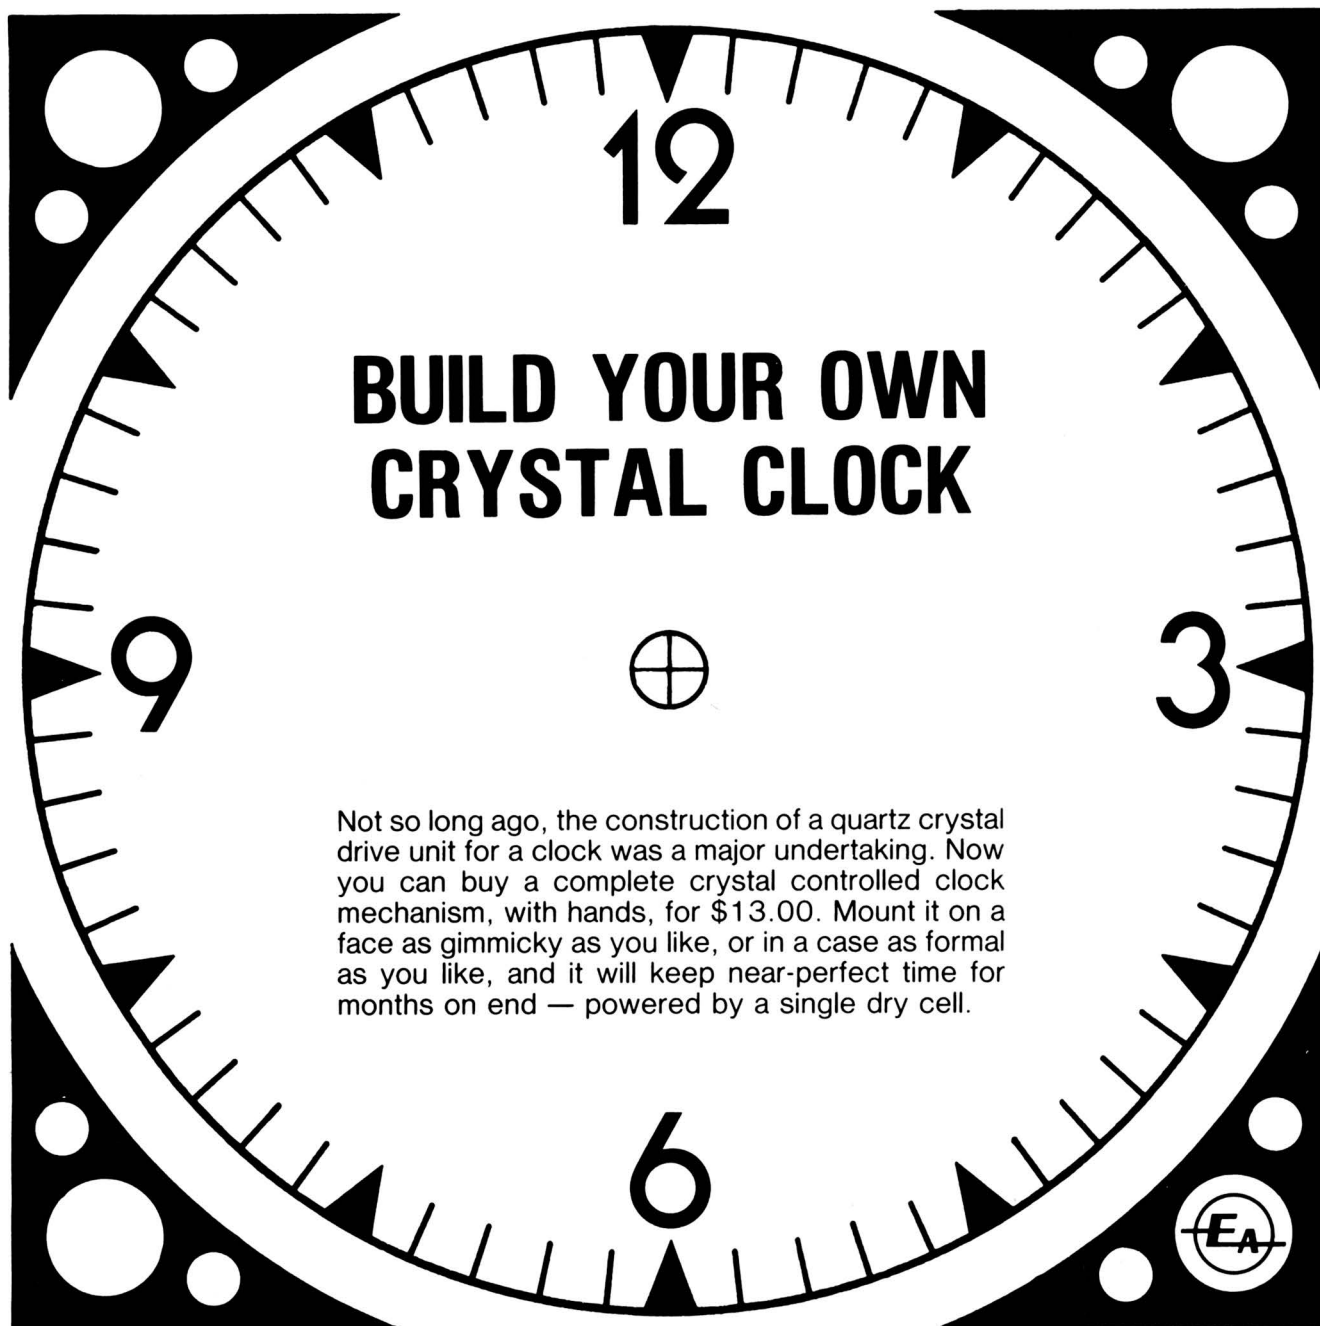 12
BUILD YOUR OWN
CRYSTAL CLOCK
9
3
Not so long ago, the construction of a quartz crystal
drive unit for a clock was a major undertaking. Now
you can buy a complete crystal controlled clock
mechanism, with hands, for $13.00. Mount it on a
face as gimmicky as you like, or in a case as formal
as you like, and it will keep near-perfect time for
months on end — powered by a single dry cell.
6
EA